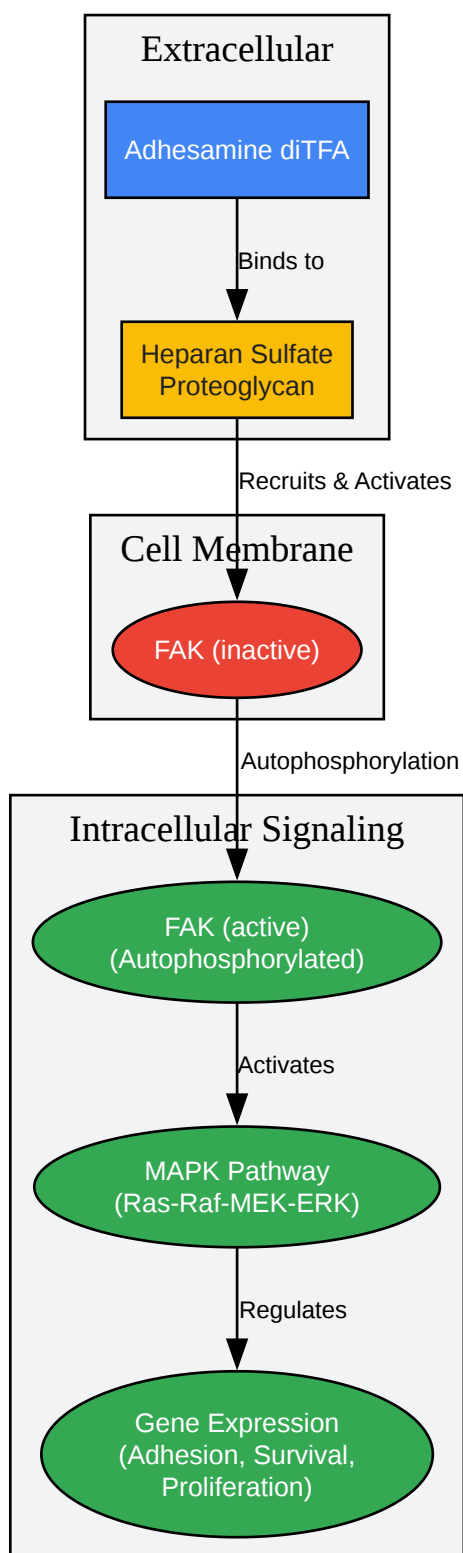 Extracellular
Adhesamine diTFA
Binds to
Heparan Sulfate
Proteoglycan
Recruits & Activates
Cell Membrane
FAK (inactive)
Autophosphorylation
Intracellular Signaling
FAK (active)
(Autophosphorylated)
Activates
MAPK Pathway
(Ras-Raf-MEK-ERK)
Regulates
Gene Expression
(Adhesion, Survival,
Proliferation)